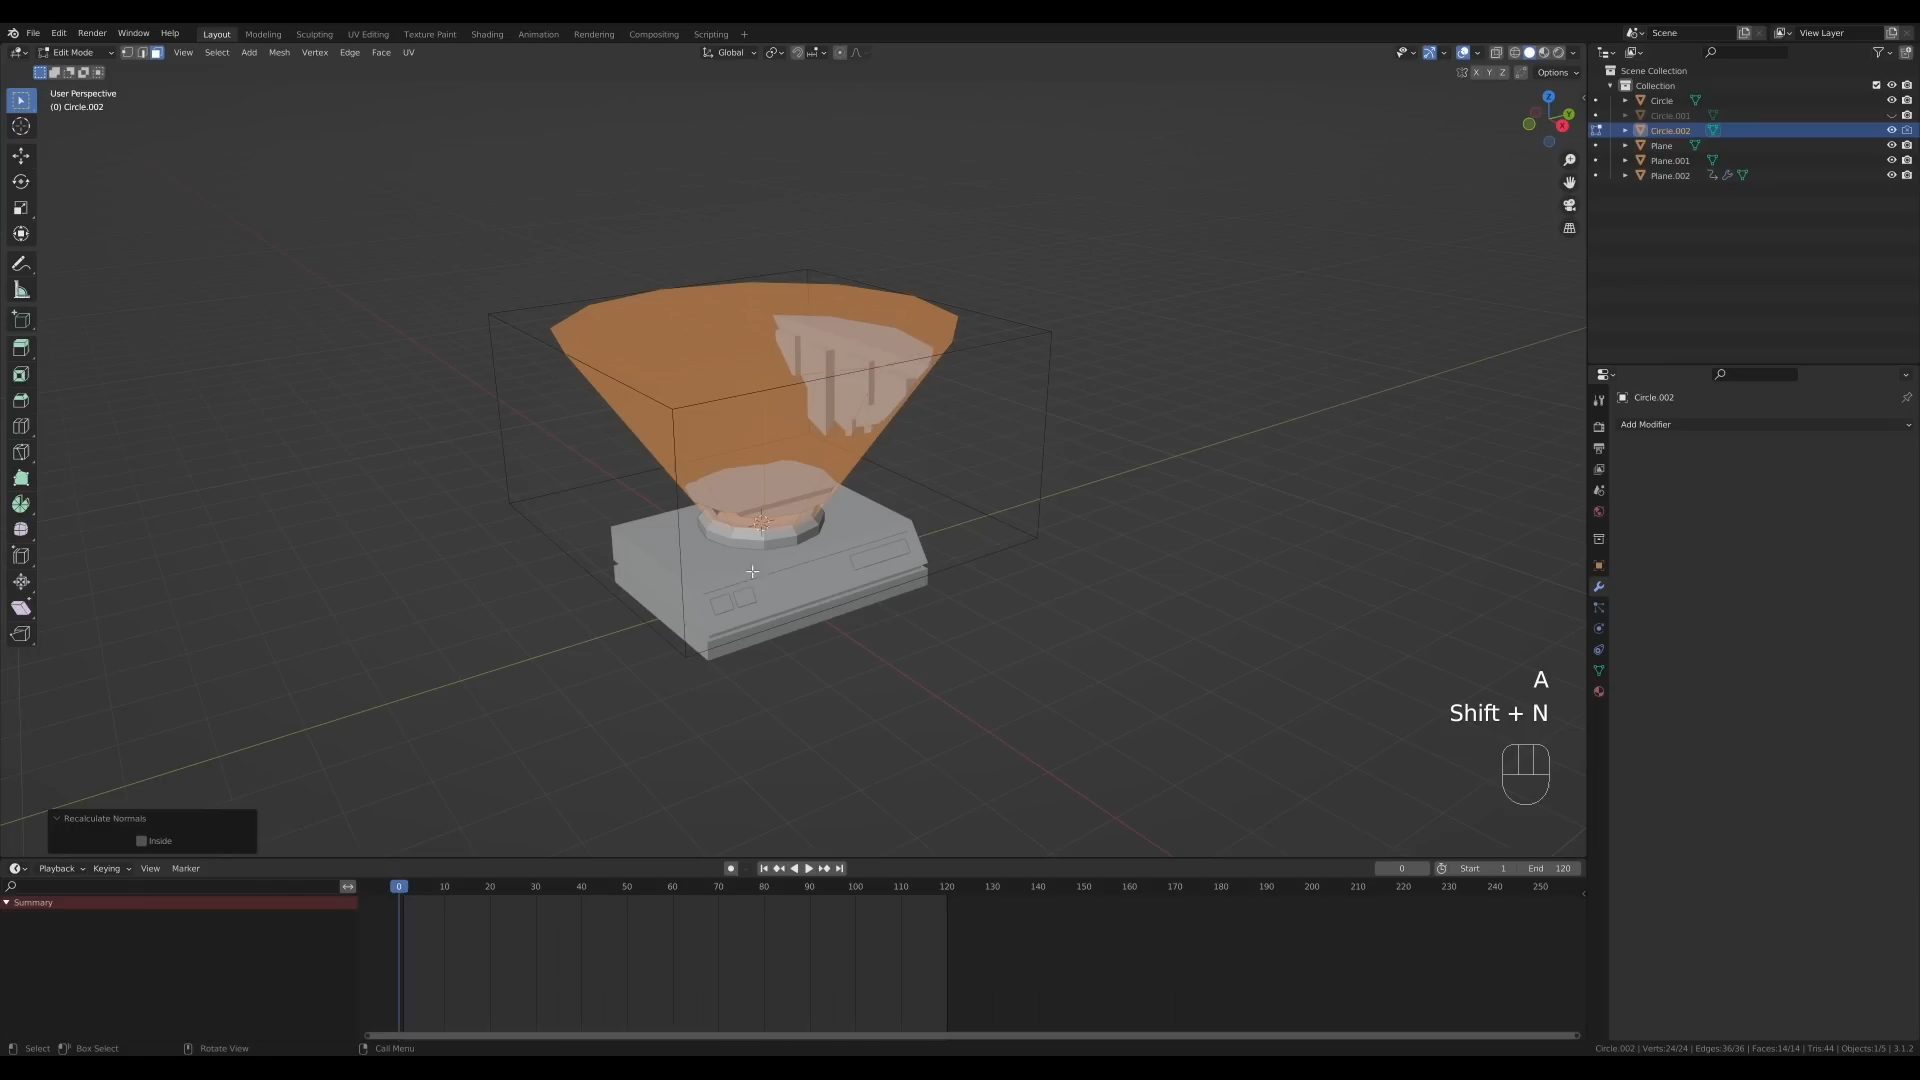 File Edit Render Window Help Layout Modeling Sculpting UV Editing Texture Paint Shading Animation Rendering Compositing Scripting + Scene View Layer
Edit Mode View Select Add Mesh Vertex Edge Face UV Global
X Y Z Options
User Perspective
(0) Circle.002
Z
Y
X
Scene Collection
Collection
Circle
Circle.001
Circle.002
Plane
Plane.001
Plane.002
Circle.002
Add Modifier
A
Shift + N
Recalculate Normals
Inside
Playback Keying View Marker 0 Start 1 End 120
0 10 20 30 40 50 60 70 80 90 100 110 120 130 140 150 160 170 180 190 200 210 220 230 240 250
Summary
Select Box Select Rotate View Call Menu Circle.002 | Verts:24/24 | Edges:36/36 | Faces:14/14 | Tris:44 | Objects:1/5 | 3.1.2